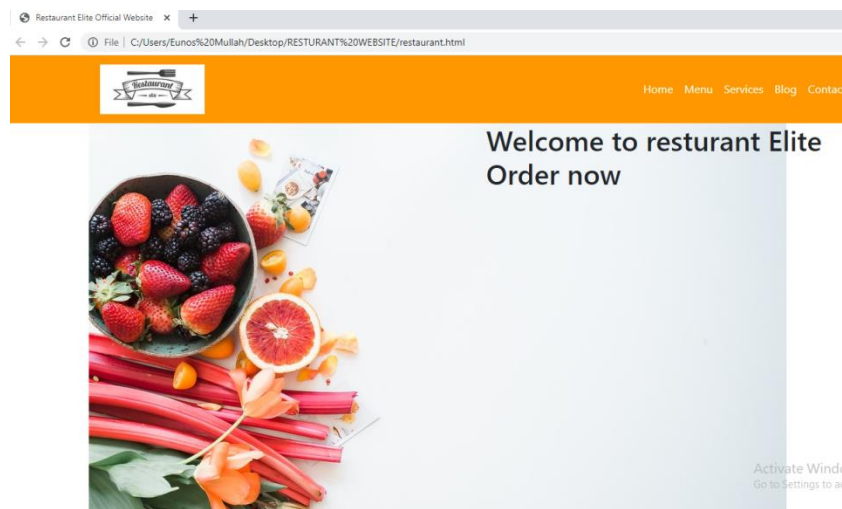 Restaurant Elite Official Website
File | C:/Users/Eunos%20Mullah/Desktop/RESTURANT%20WEBSITE/restaurant.html
Restaurant
Home Menu Services Blog Contac
Welcome to resturant Elite
Order now
Activate Windo
Go to Settings to a